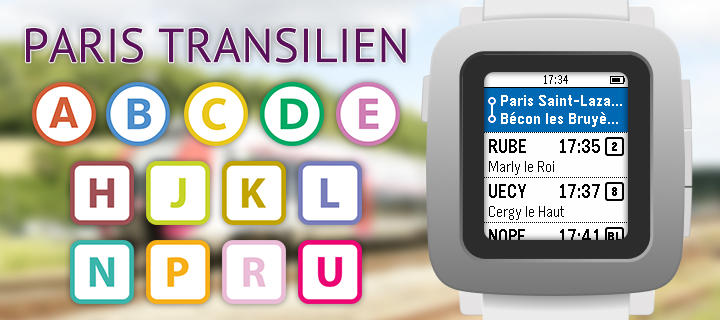 PARIS TRANSILIEN
A B C D E
H J K L
N P R U
17:34
Paris Saint-Laza...
Bécon les Bruyè...
RUBE 17:35 2
Marly le Roi
UECY 17:37 8
Cergy le Haut
NOPE 17:41 BL